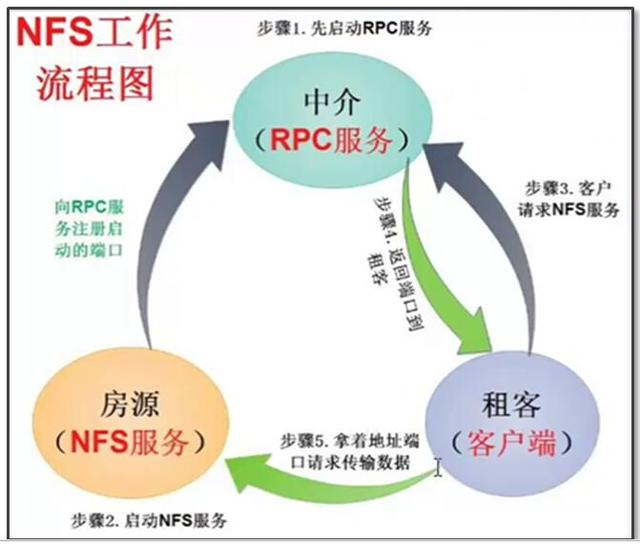 NFS工作
流程图
步骤1.先启动RPC服务
中介
（RPC服务）
向RPC服
务注册启
动的端口
步骤3.客户
请求NFS服务
步骤4.返回端口到
租客
房源
（NFS服务）
租客
（客户端）
步骤5.拿着地址端
口请求传输数据
步骤2.启动NFS服务